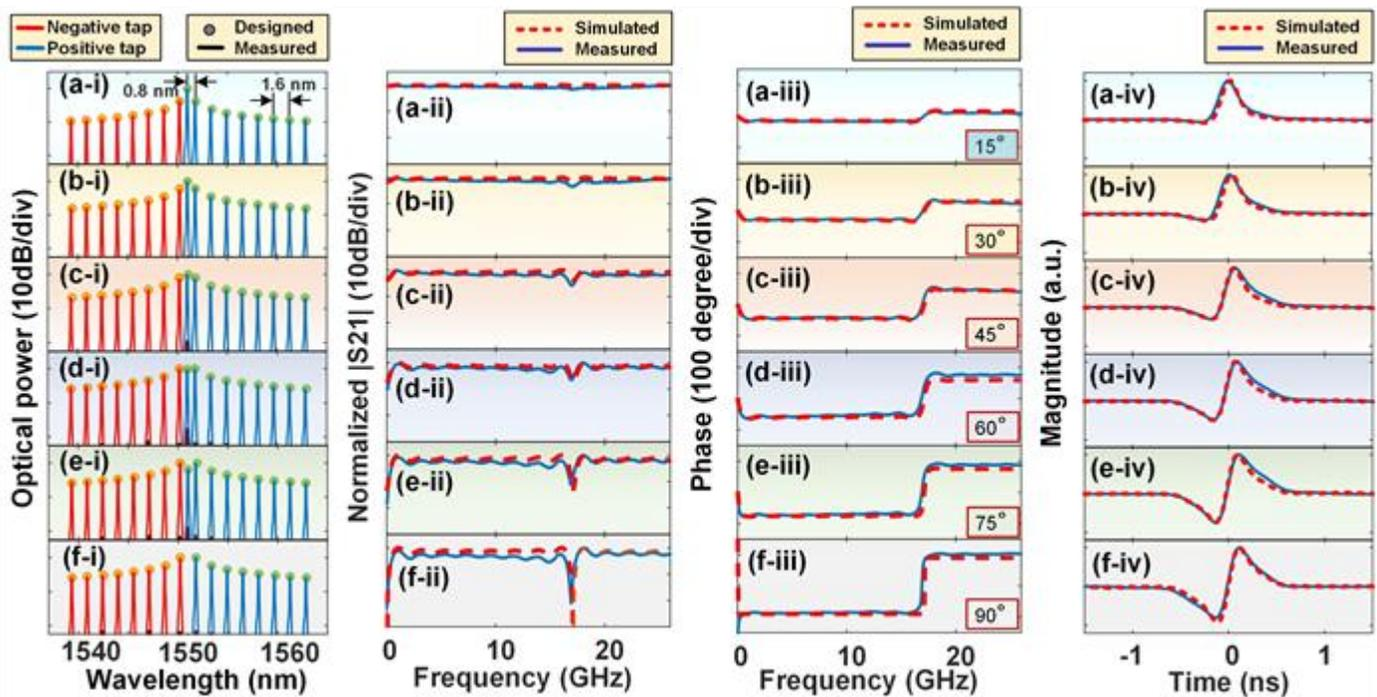 Negative tap
Positive tap
Designed
Measured
Simulated
Measured
Simulated
Measured
Simulated
Measured
Optical power (10dB/div)
(a-i)
0.8 nm
1.6 nm
(b-i)
(c-i)
(d-i)
(e-i)
(f-i)
1540 1550 1560
Wavelength (nm)
Normalized |S21| (10dB/div)
(a-ii)
(b-ii)
(c-ii)
(d-ii)
(e-ii)
(f-ii)
0 10 20
Frequency (GHz)
Phase (100 degree/div)
(a-iii)
15°
(b-iii)
30°
(c-iii)
45°
(d-iii)
60°
(e-iii)
75°
(f-iii)
90°
0 10 20
Frequency (GHz)
Magnitude (a.u.)
(a-iv)
(b-iv)
(c-iv)
(d-iv)
(e-iv)
(f-iv)
-1 0 1
Time (ns)